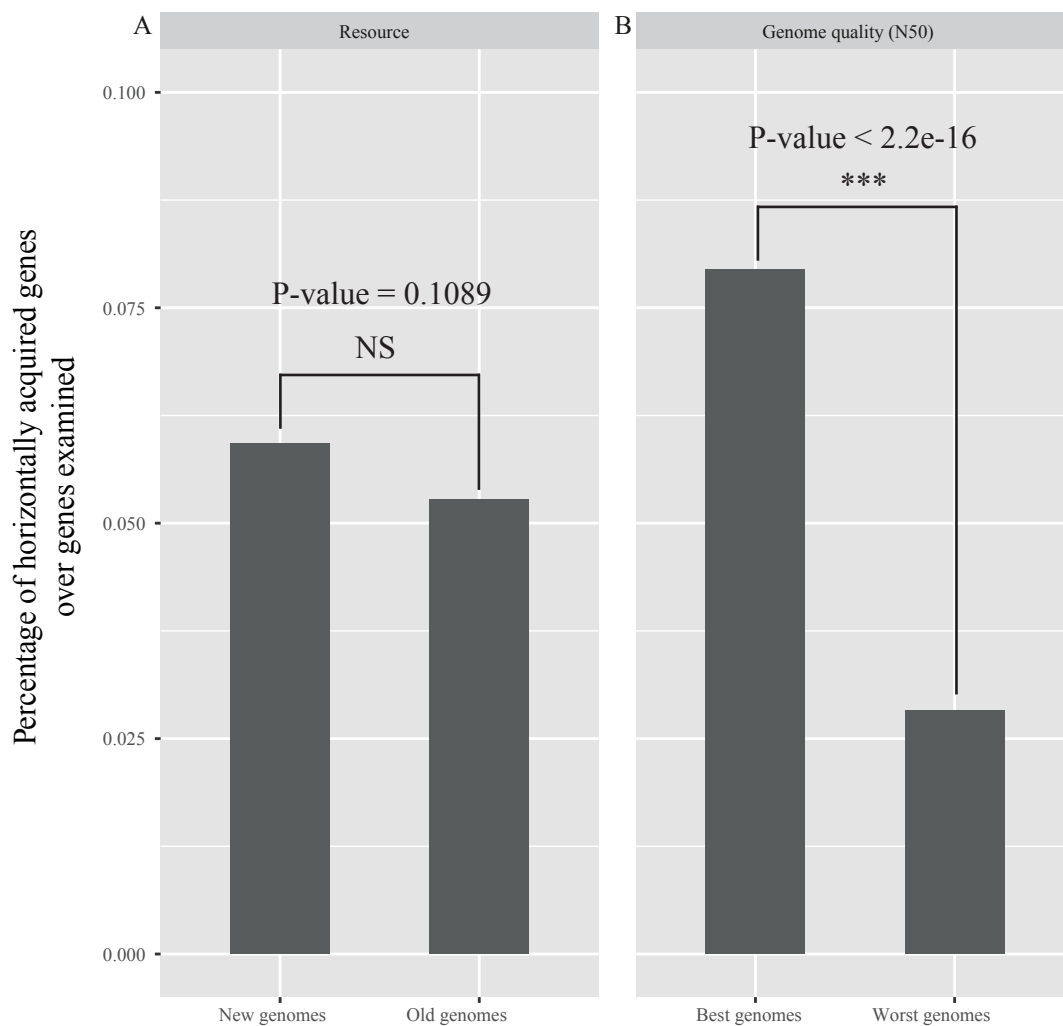 A
Resource
B
Genome quality (N50)
Percentage of horizontally acquired genes
over genes examined
0.100
0.075
0.050
0.025
0.000
P-value = 0.1089
NS
P-value < 2.2e-16
***
New genomes
Old genomes
Best genomes
Worst genomes